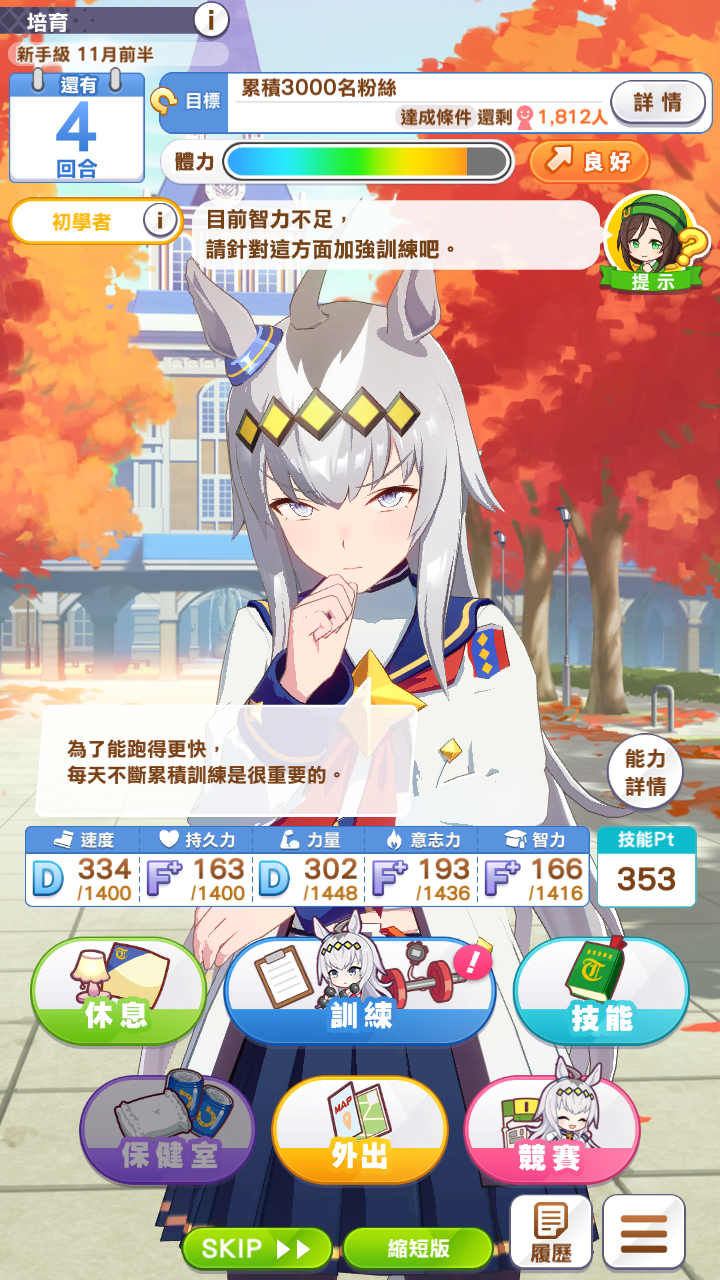 培育
i
新手級 11月前半
還有
4
回合
目標
累積3000名粉絲
達成條件 還剩 1,812人
詳情
體力
良好
初學者
i
目前智力不足，
請針對這方面加強訓練吧。
?
提示
為了能跑得更快，
每天不斷累積訓練是很重要的。
能力
詳情
速度 持久力 力量 意志力 智力 技能Pt
D 334 F+ 163 D 302 F+ 193 F+ 166 353
/1400 /1400 /1448 /1436 /1416
!
休息 訓練 技能
MAP
保健室 外出 競賽
SKIP 縮短版 履歷